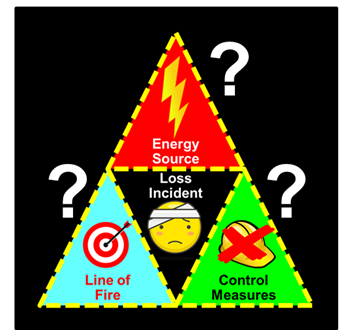 ?
Energy
Source
?
Loss
Incident
?
Line of
Fire
Control
Measures